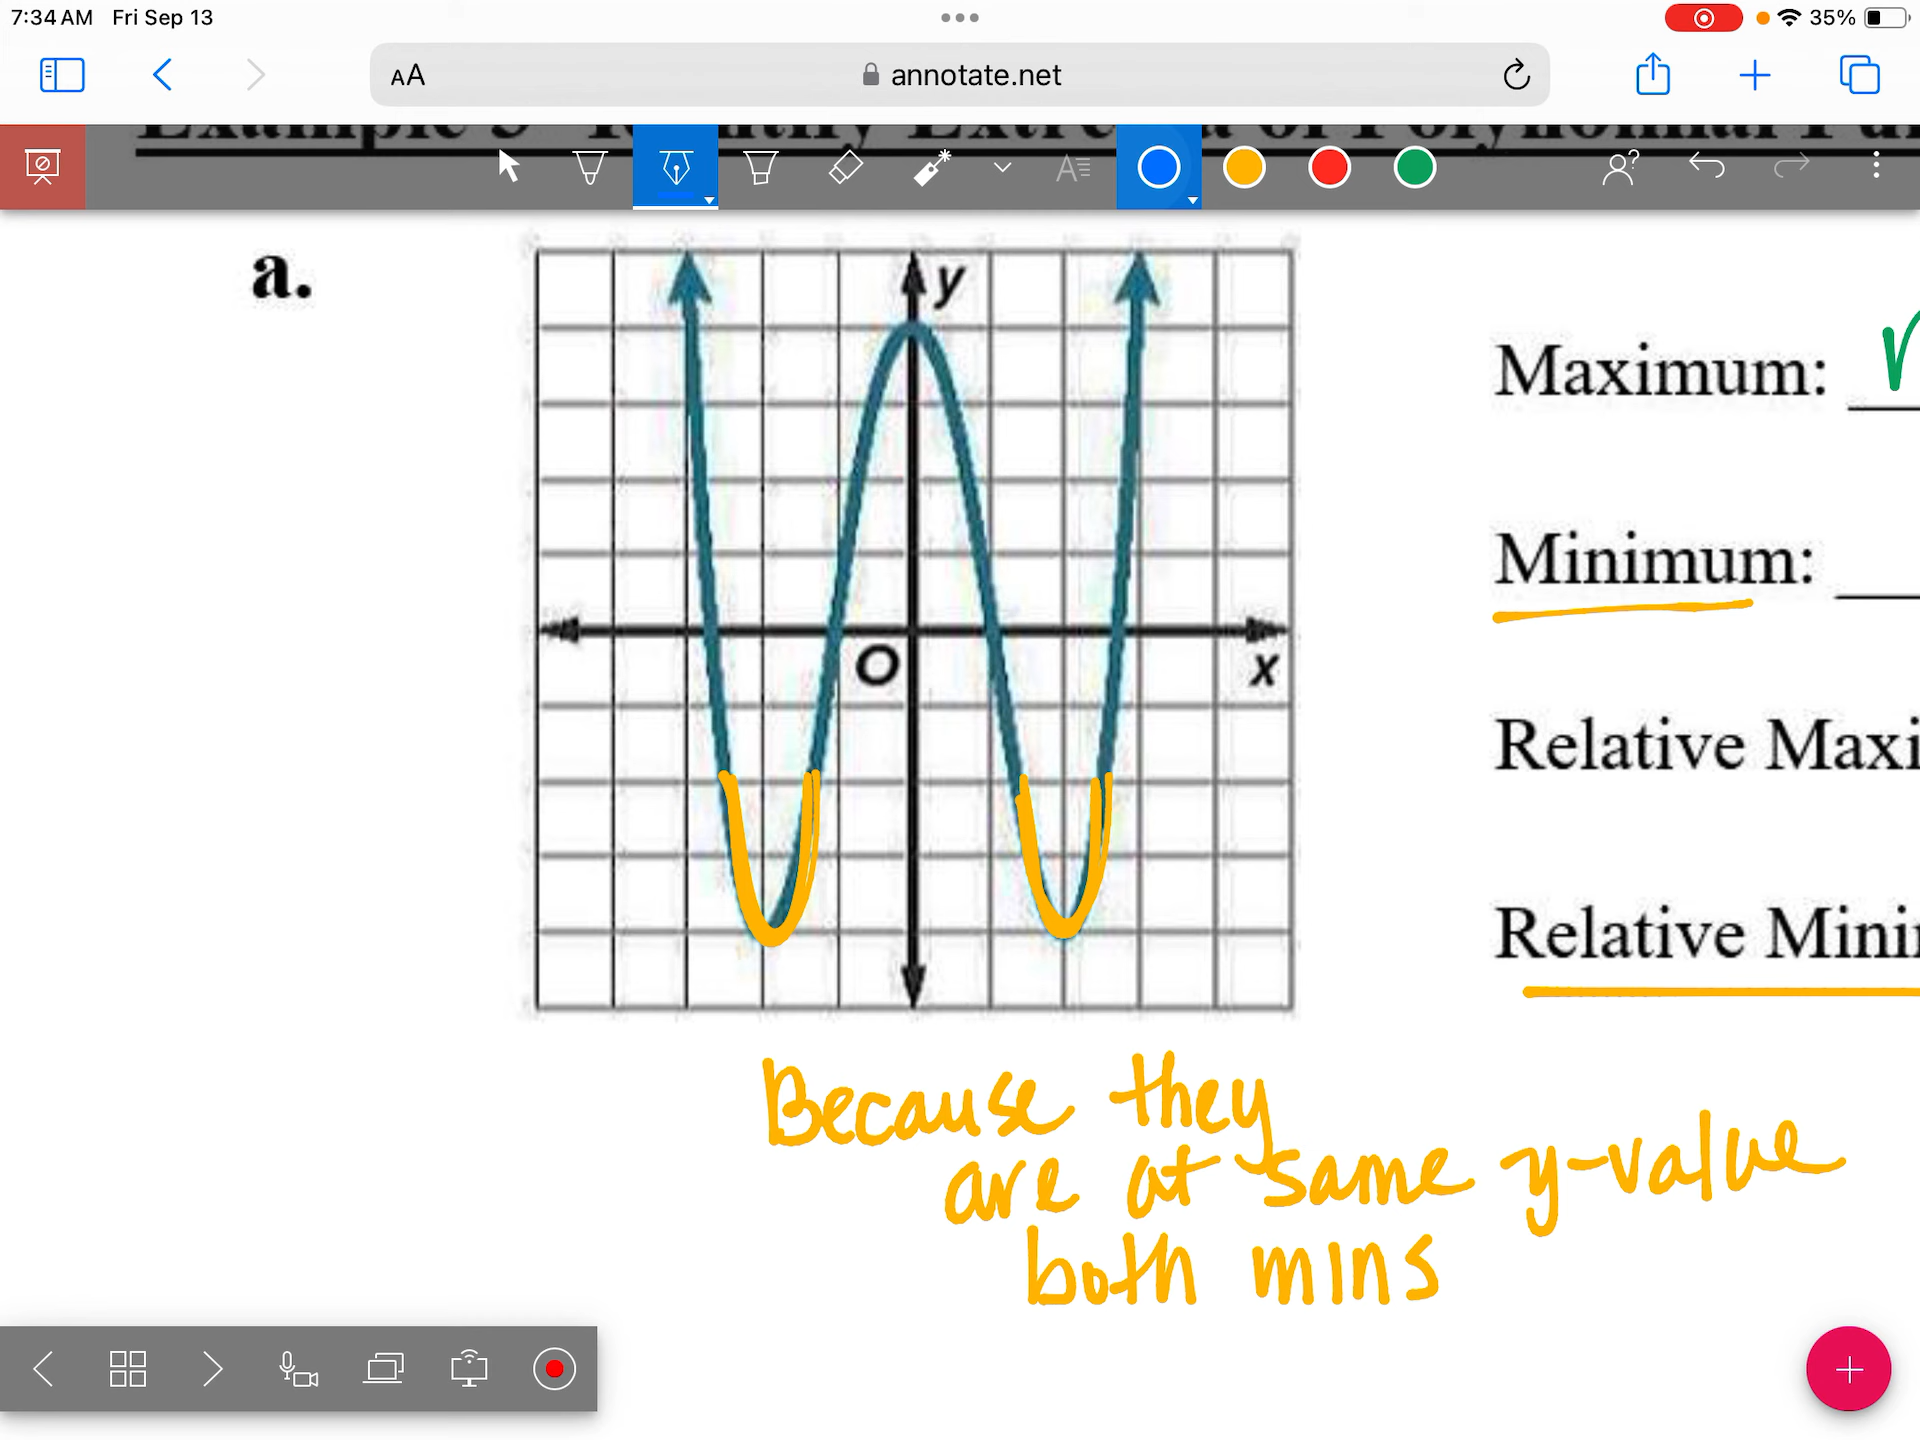 7:34 AM Fri Sep 13
35%
AA
annotate.net
a.
y
O
x
Maximum:
Minimum:
Relative Maxi
Relative Mini
Because they
are at same y-value
both mins